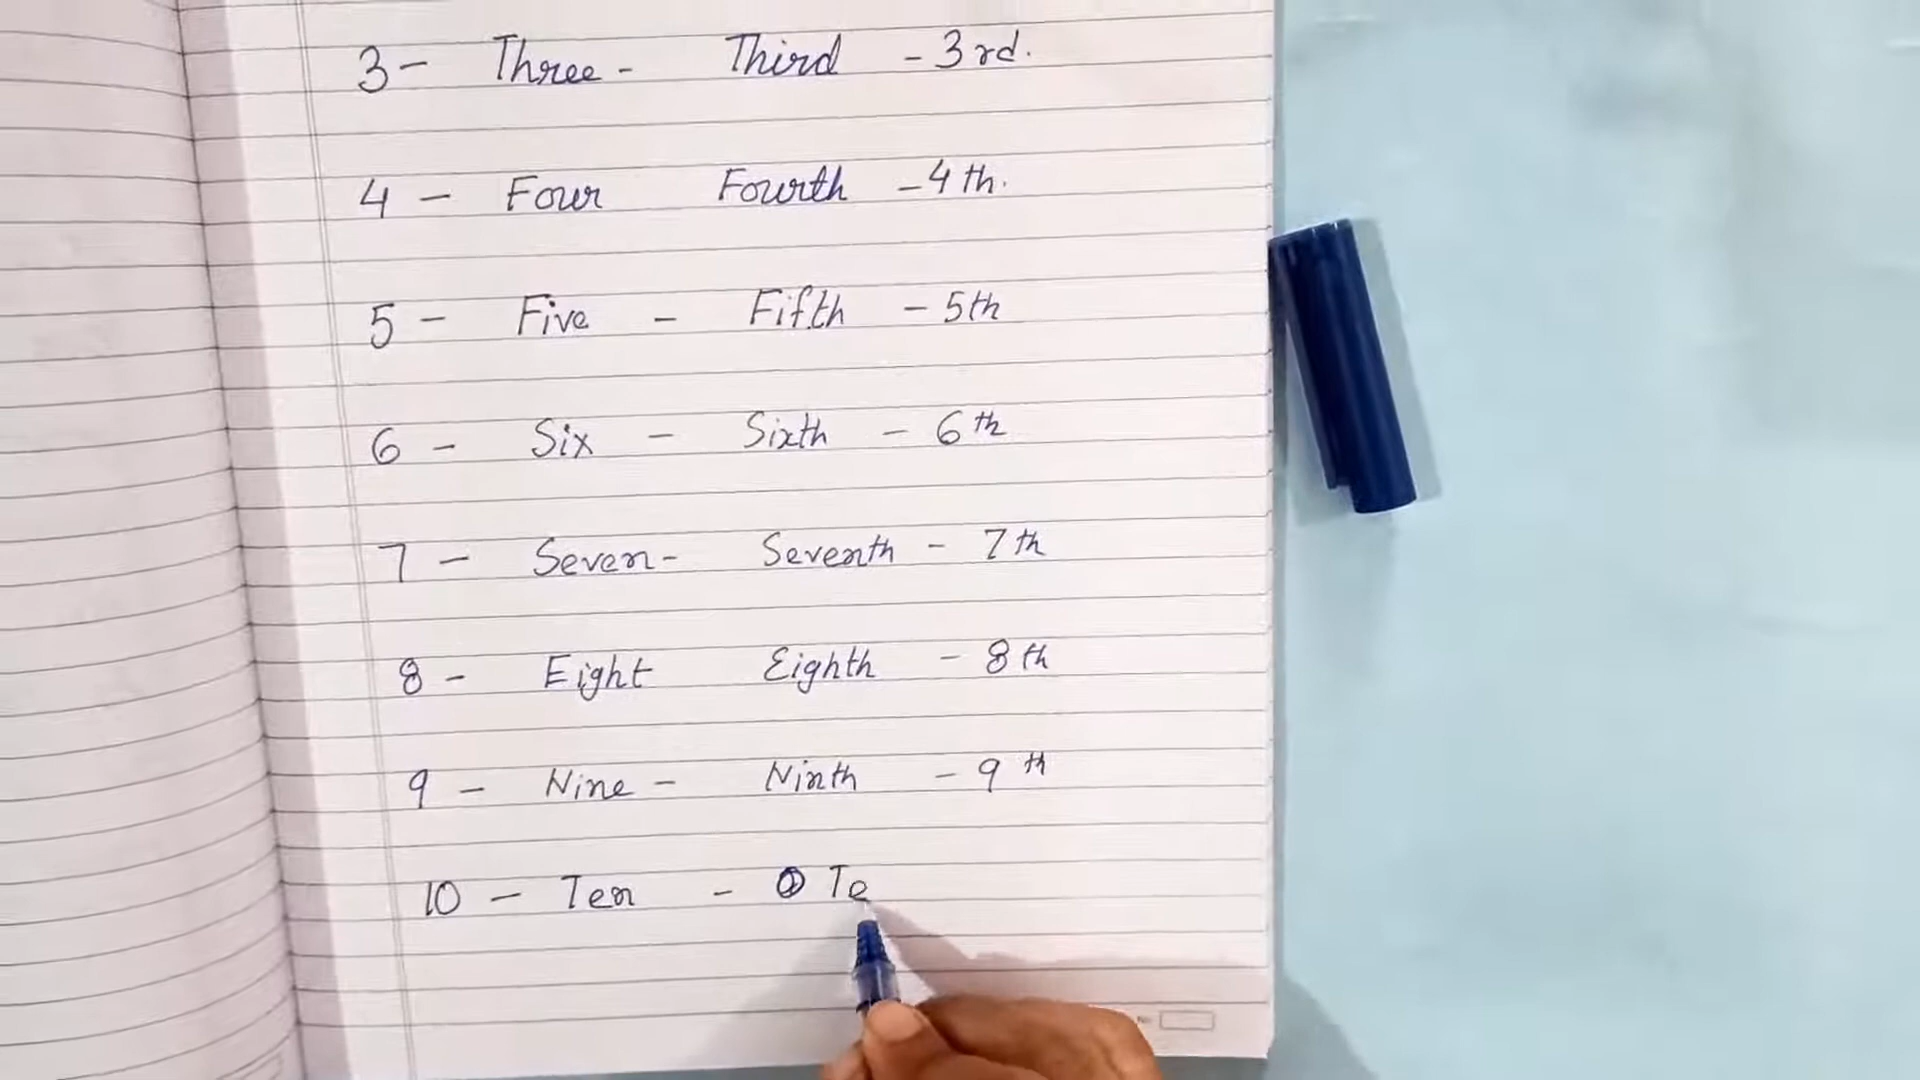 3 - Three - Third - 3rd.
4 - Four Fourth - 4th.
5 - Five - Fifth - 5th
6 - Six - Sixth - 6th
7 - Seven - Seventh - 7th
8 - Eight Eighth - 8th
9 - Nine - Ninth - 9th
10 - Ten - Te